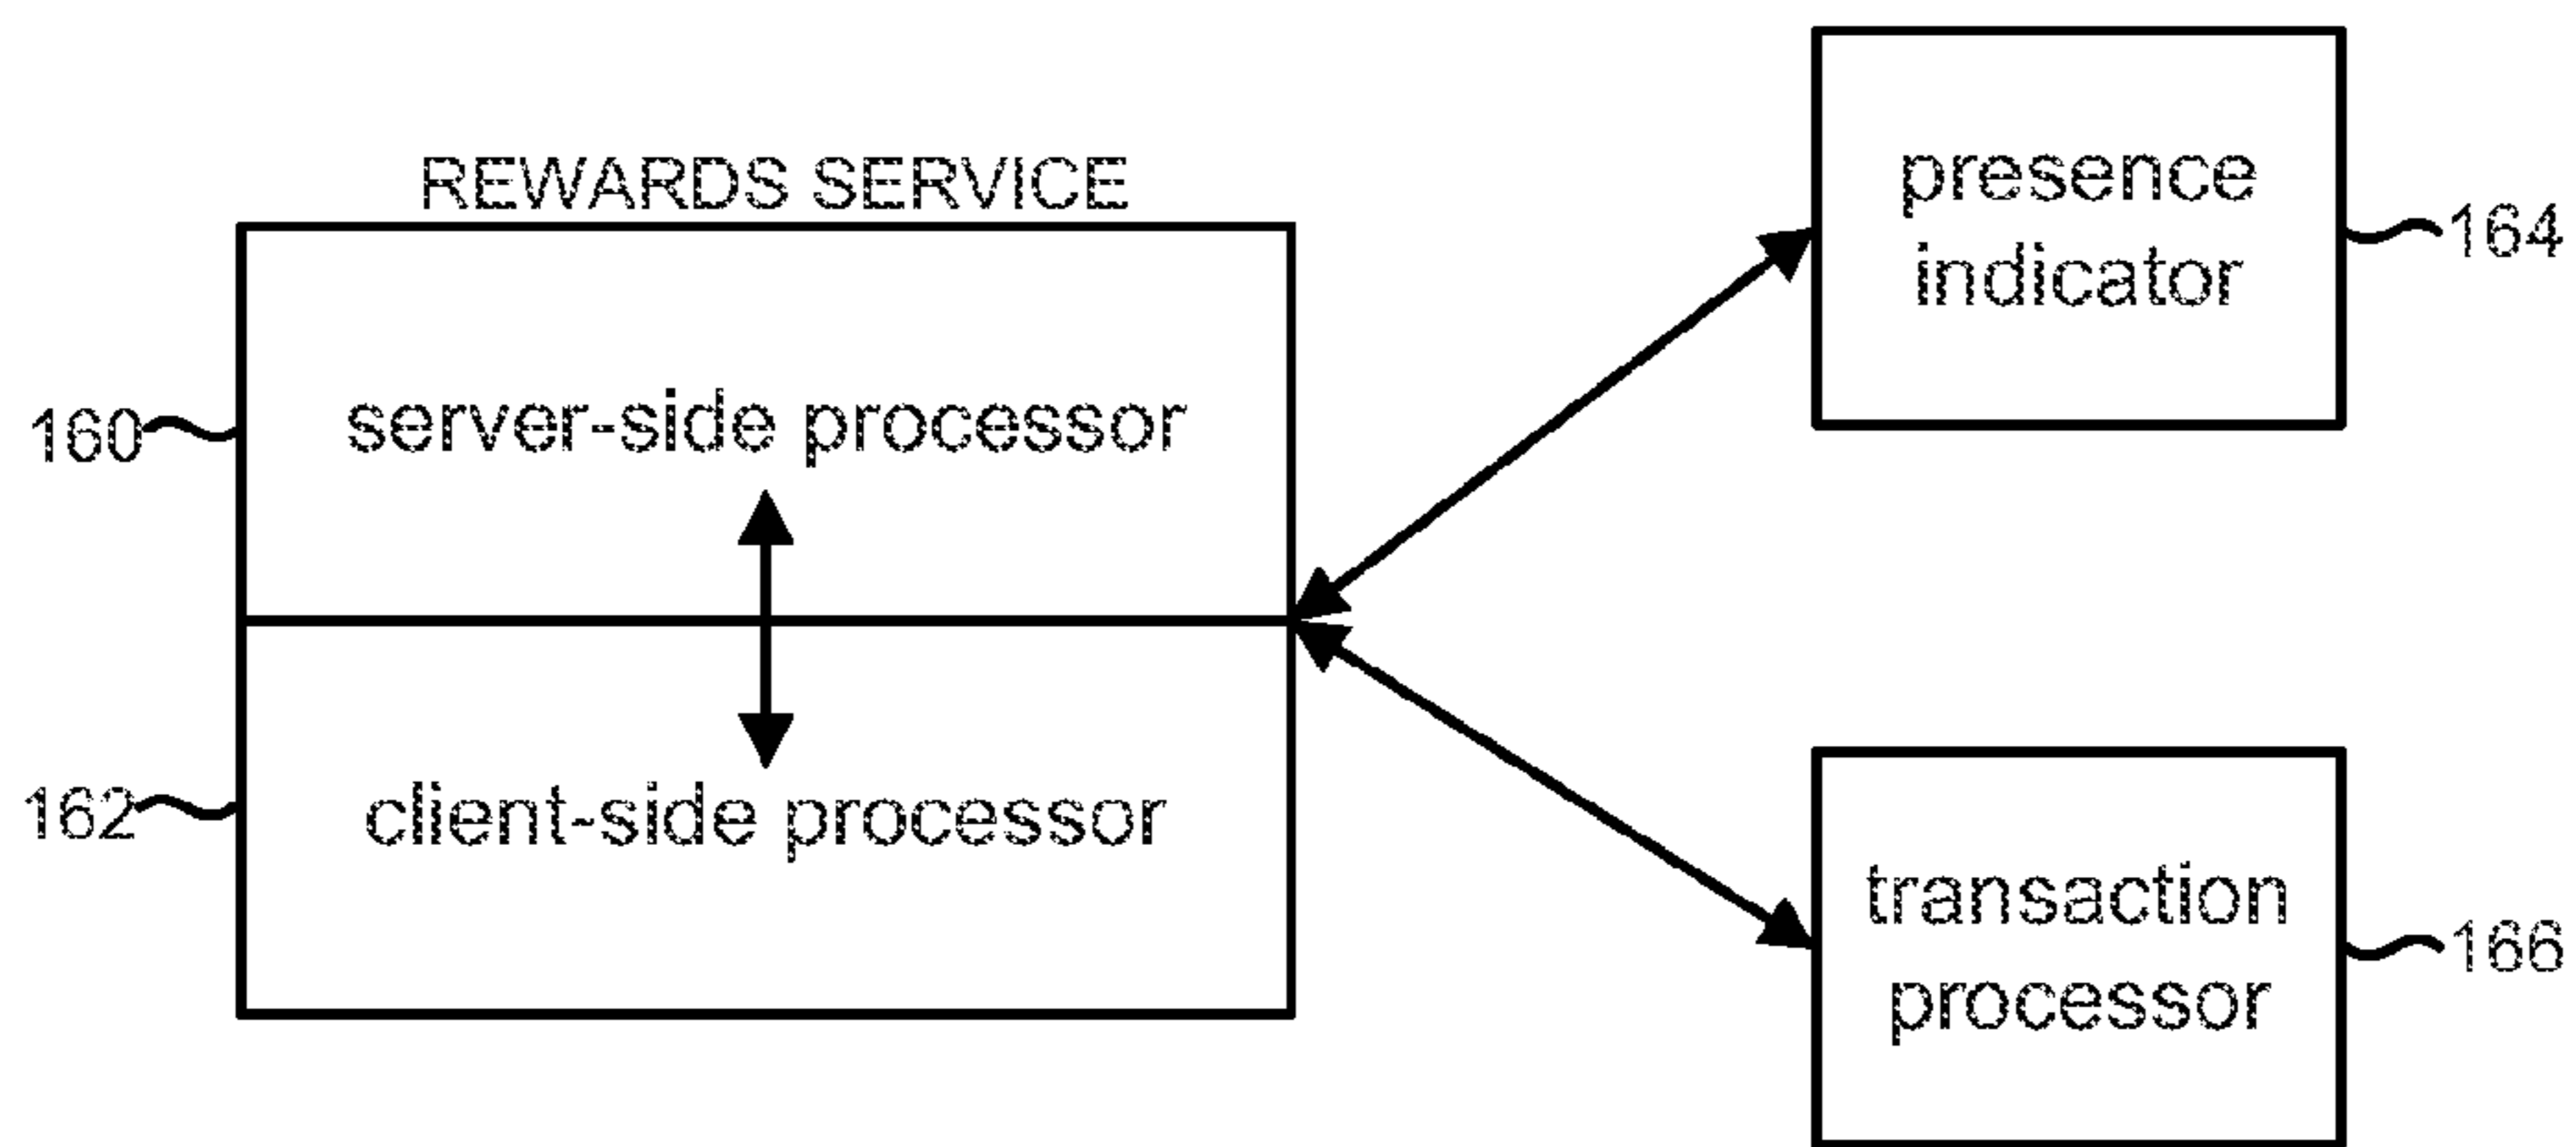 REWARDS SERVICE
160
server-side processor
162
client-side processor
presence
indicator
164
transaction
processor
166